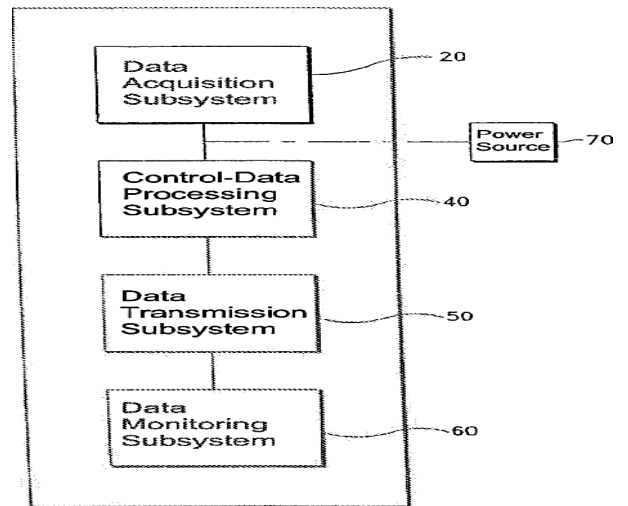 Data
Acquisition
Subsystem
20
Power
Source
70
Control-Data
Processing
Subsystem
40
Data
Transmission
Subsystem
50
Data
Monitoring
Subsystem
60